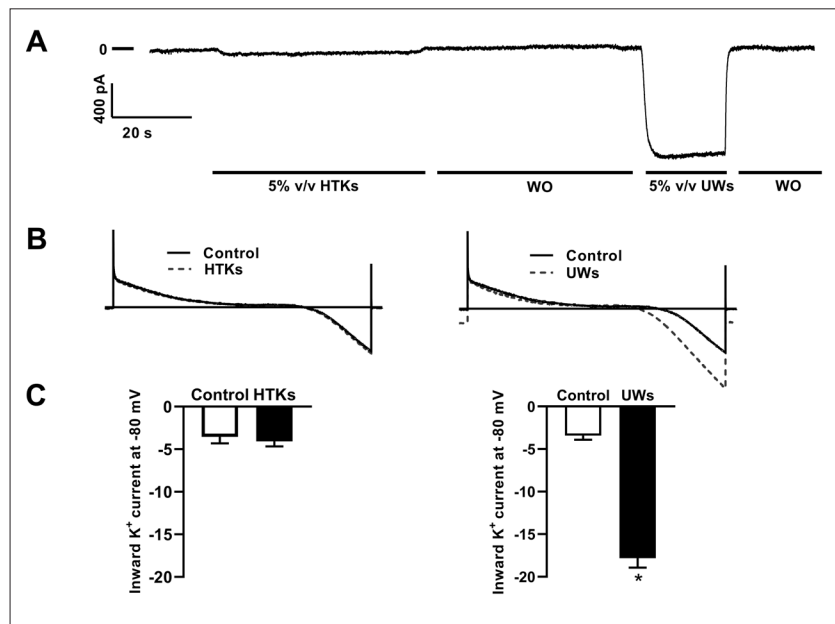 A
0
400 pA
20 s
5% v/v HTKs
WO
5% v/v UWs
WO
B
Control
HTKs
Control
UWs
C
Control HTKs
0
-5
-10
-15
-20
Inward K⁺ current at -80 mV
Control UWs
0
-5
-10
-15
-20
Inward K⁺ current at -80 mV
*